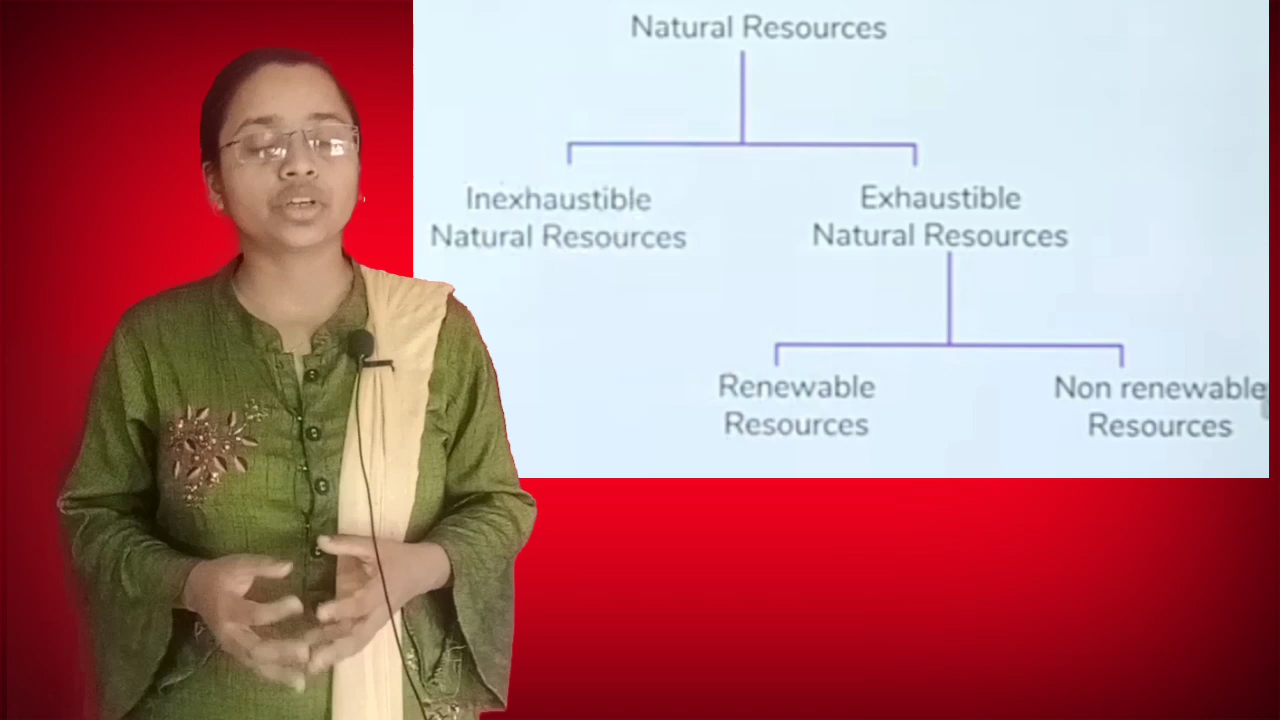 Natural Resources
Inexhaustible
Natural Resources
Exhaustible
Natural Resources
Renewable
Resources
Non renewable
Resources